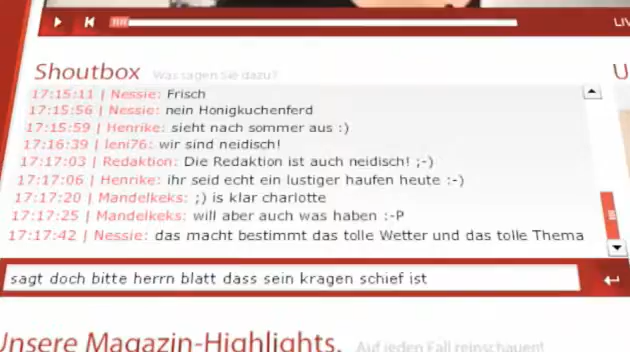 LIV
Shoutbox Was sagen Sie dazu?
U
17:15:11 | Nessie: Frisch
17:15:56 | Nessie: nein Honigkuchenferd
17:15:59 | Henrike: sieht nach sommer aus :)
17:16:39 | leni76: wir sind neidisch!
17:17:03 | Redaktion: Die Redaktion ist auch neidisch! ;-)
17:17:06 | Henrike: ihr seid echt ein lustiger haufen heute :-)
17:17:20 | Mandelkeks: ;) is klar charlotte
17:17:25 | Mandelkeks: will aber auch was haben :-P
17:17:42 | Nessie: das macht bestimmt das tolle Wetter und das tolle Thema
sagt doch bitte herrn blatt dass sein kragen schief ist
Unsere Magazin-Highlights. Auf jeden Fall reinschauen!